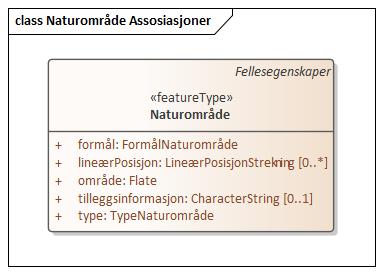 class Naturområde Assosiasjoner
Fellesegenskaper
«featureType»
Naturområde
+ formål: FormålNaturområde
+ lineærPosisjon: LineærPosisjonStrekning [0..*]
+ område: Flate
+ tilleggsinformasjon: CharacterString [0..1]
+ type: TypeNaturområde